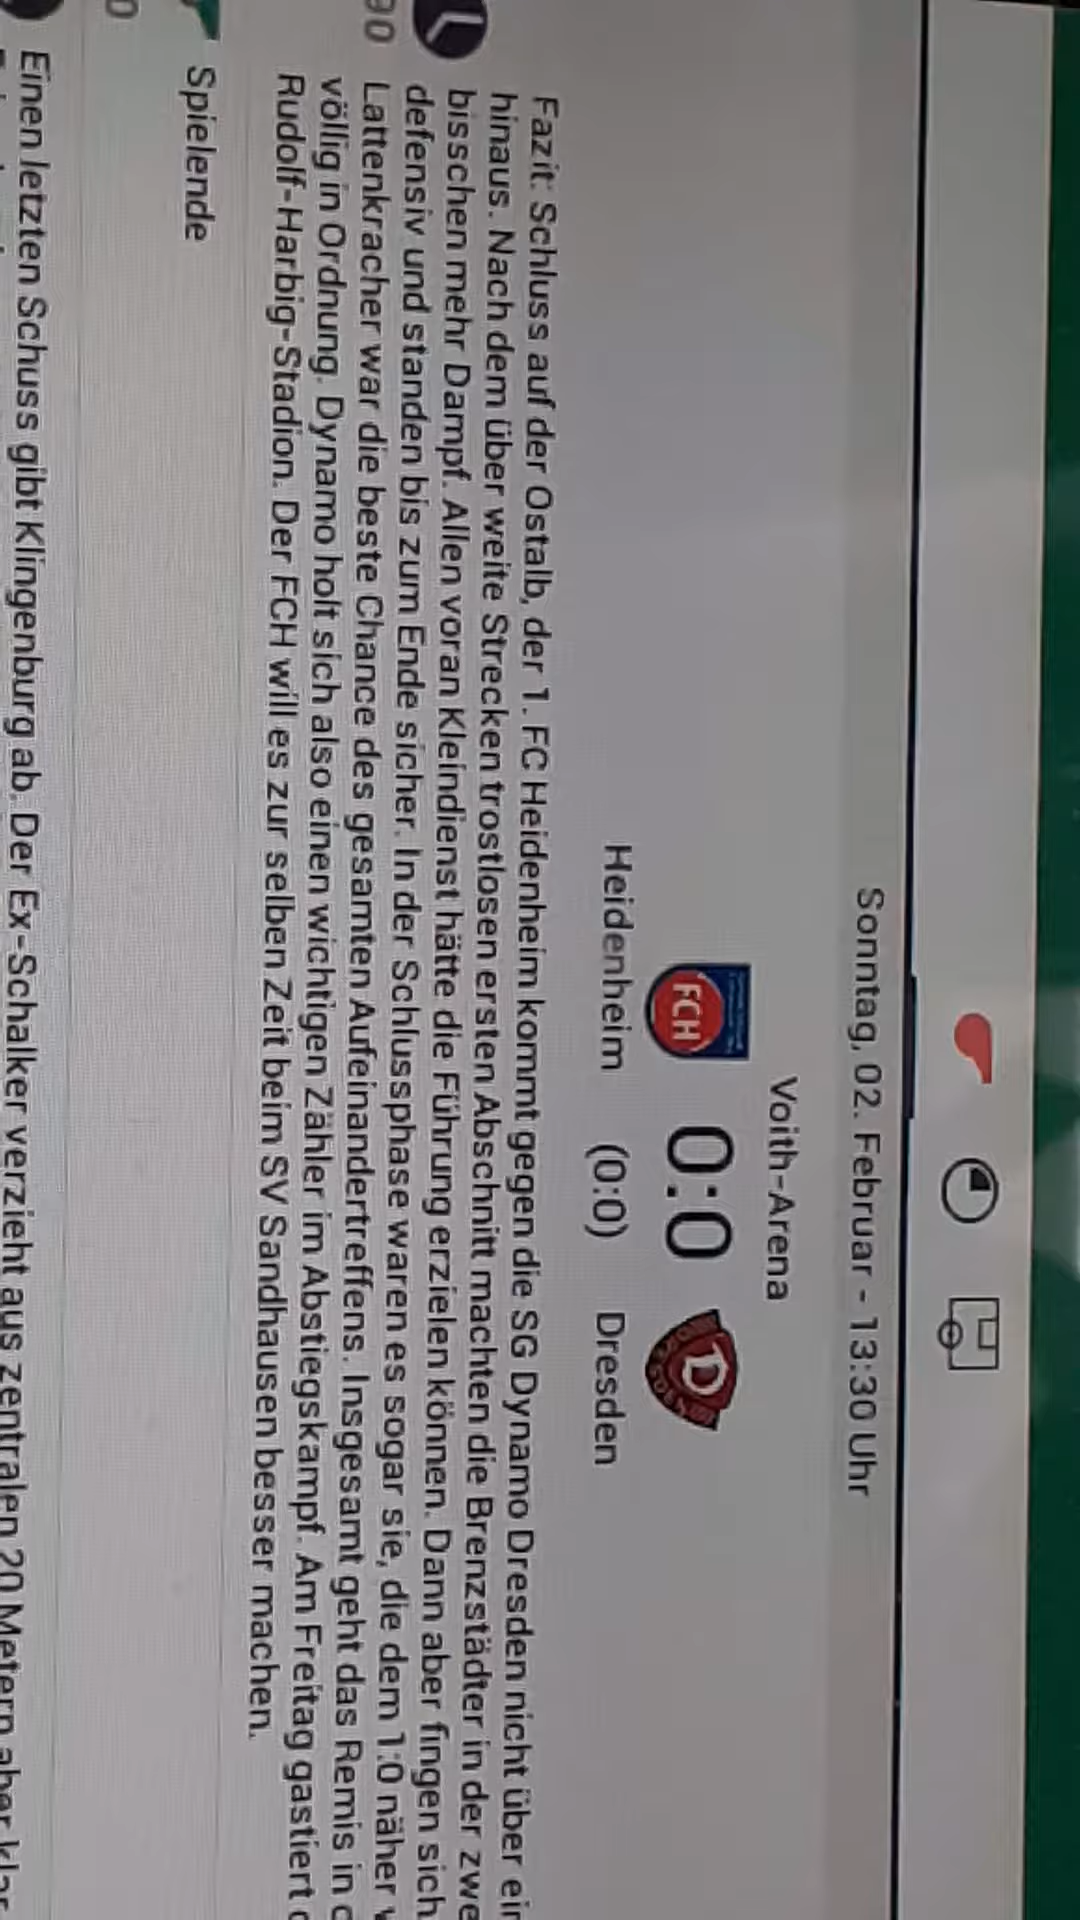 Sonntag, 02. Februar - 13:30 Uhr
Voith-Arena
FCH 0:0 D
Heidenheim (0:0) Dresden
Fazit: Schluss auf der Ostalb, der 1. FC Heidenheim kommt gegen die SG Dynamo Dresden nicht über
hinaus. Nach dem über weite Strecken trostlosen ersten Abschnitt machten die Brenzstädter in der
bisschen mehr Dampf. Allen voran Kleindienst hätte die Führung erzielen können. Dann aber fingen sich
defensiv und standen bis zum Ende sicher. In der Schlussphase waren es sogar sie, die dem 1:0 näher
90 Lattenkracher war die beste Chance des gesamten Aufeinandertreffens. Insgesamt geht das Remis in
völlig in Ordnung. Dynamo holt sich also einen wichtigen Zähler im Abstiegskampf. Am Freitag gastiert
Rudolf-Harbig-Stadion. Der FCH will es zur selben Zeit beim SV Sandhausen besser machen.
Spielende
Einen letzten Schuss gibt Klingenburg ab. Der Ex-Schalker verzieht aus zentralen 20 Metern aber